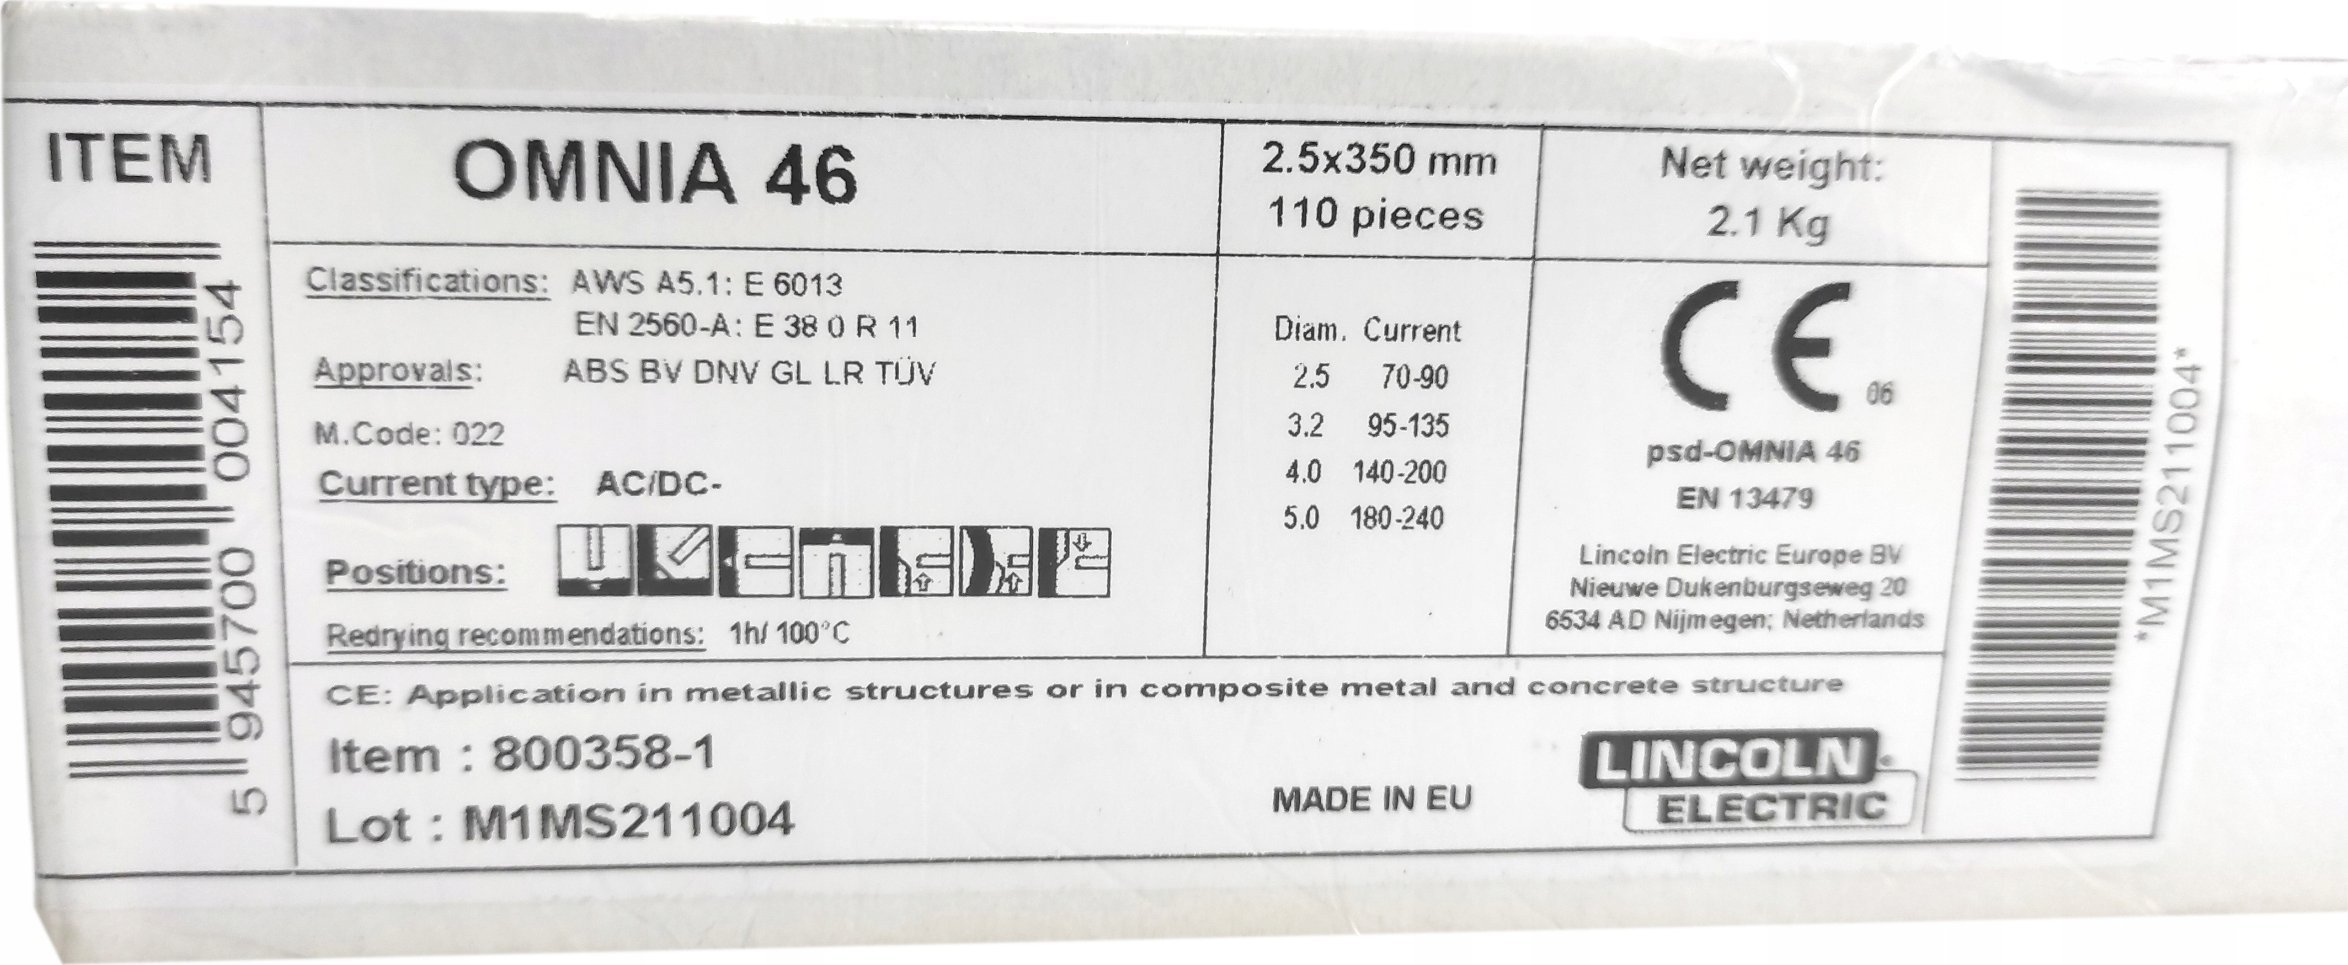 ITEM
5 945700 004154
OMNIA 46
2.5x350 mm
110 pieces
Net weight:
2.1 Kg
Classifications: AWS A5.1: E 6013
EN 2560-A: E 38 0 R 11
Approvals: ABS BV DNV GL LR TÜV
M.Code: 022
Current type: AC/DC-
Positions:
Redrying recommendations: 1h/ 100°C
Diam. Current
2.5 70-90
3.2 95-135
4.0 140-200
5.0 180-240
CE 06
psd-OMNIA 46
EN 13479
Lincoln Electric Europe BV
Nieuwe Dukenburgseweg 20
6534 AD Nijmegen; Netherlands
CE: Application in metallic structures or in composite metal and concrete structure
Item : 800358-1
Lot : M1MS211004
MADE IN EU
LINCOLN
ELECTRIC
*M1MS211004*